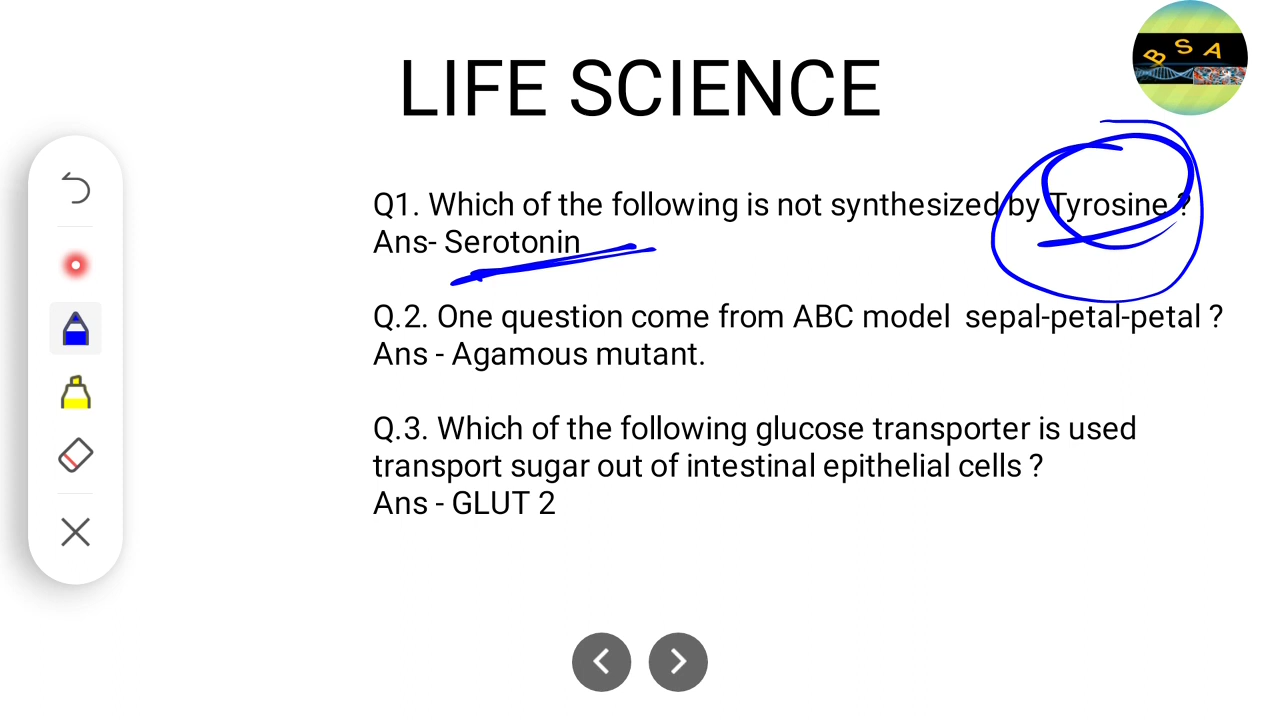 BSA
LIFE SCIENCE
Q1. Which of the following is not synthesized by Tyrosine ?
Ans- Serotonin
Q.2. One question come from ABC model sepal-petal-petal ?
Ans - Agamous mutant.
Q.3. Which of the following glucose transporter is used
transport sugar out of intestinal epithelial cells ?
Ans - GLUT 2